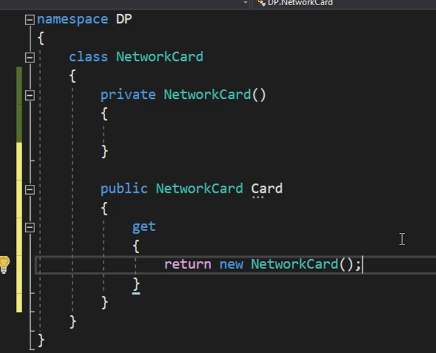 DP.NetworkCard
namespace DP
{
class NetworkCard
{
private NetworkCard()
{
}
public NetworkCard Card
{
get
{
return new NetworkCard();
}
}
}
}